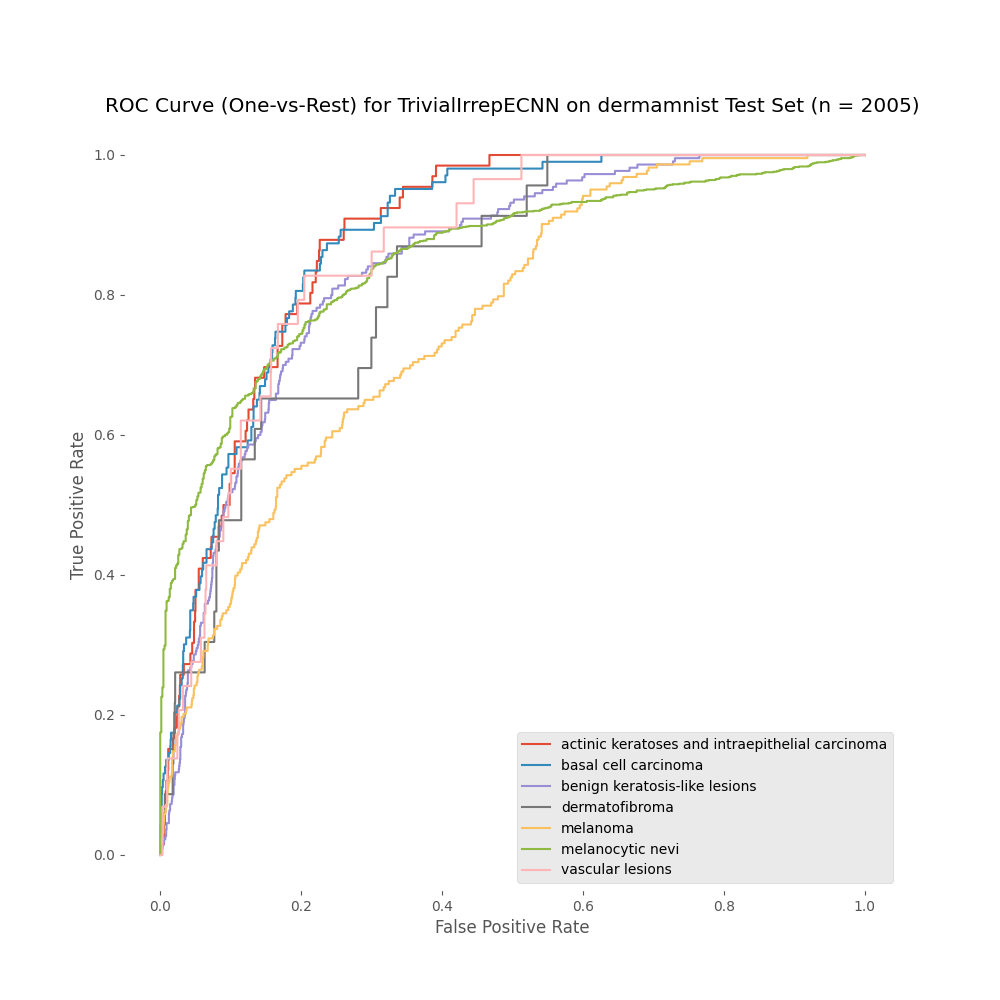 ROC Curve (One-vs-Rest) for TrivialIrrepECNN on dermamnist Test Set (n = 2005)
1.0
0.8
0.6
0.4
0.2
0.0
True Positive Rate
actinic keratoses and intraepithelial carcinoma
basal cell carcinoma
benign keratosis-like lesions
dermatofibroma
melanoma
melanocytic nevi
vascular lesions
0.0 0.2 0.4 0.6 0.8 1.0
False Positive Rate